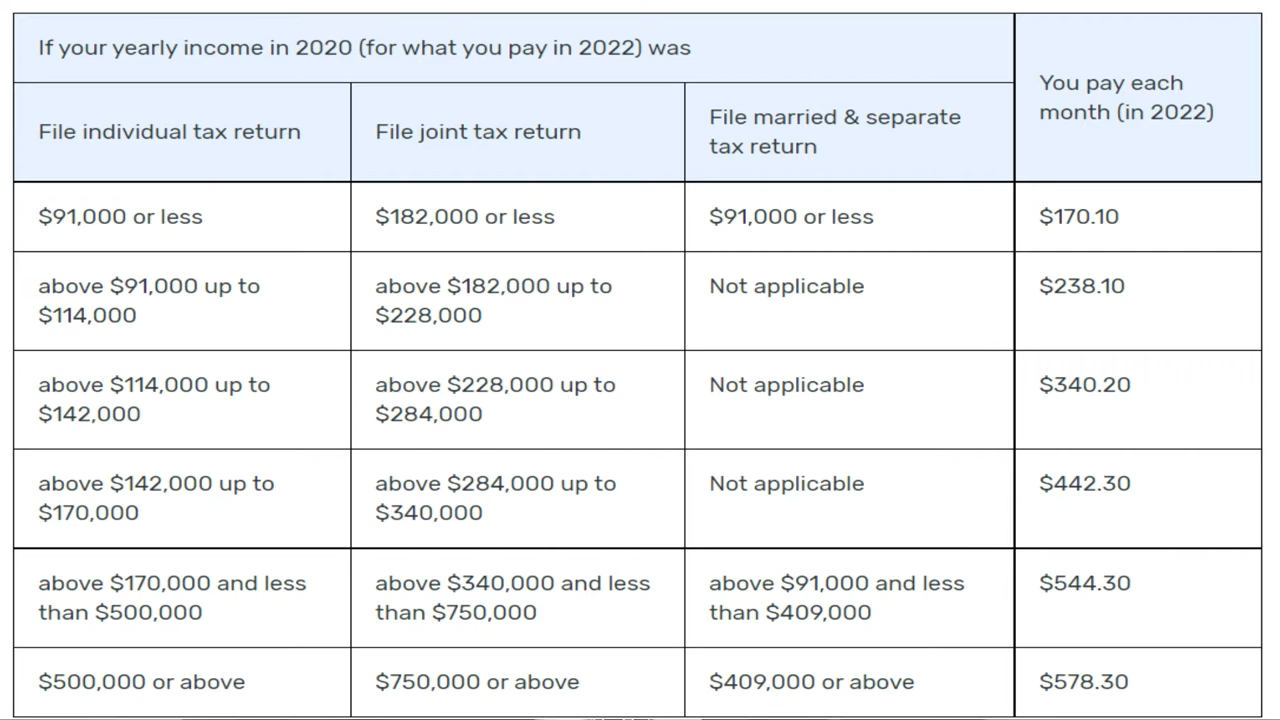 If your yearly income in 2020 (for what you pay in 2022) was
You pay each
month (in 2022)
File individual tax return
File joint tax return
File married & separate
tax return
$91,000 or less
$182,000 or less
$91,000 or less
$170.10
above $91,000 up to
$114,000
above $182,000 up to
$228,000
Not applicable
$238.10
above $114,000 up to
$142,000
above $228,000 up to
$284,000
Not applicable
$340.20
above $142,000 up to
$170,000
above $284,000 up to
$340,000
Not applicable
$442.30
above $170,000 and less
than $500,000
above $340,000 and less
than $750,000
above $91,000 and less
than $409,000
$544.30
$500,000 or above
$750,000 or above
$409,000 or above
$578.30